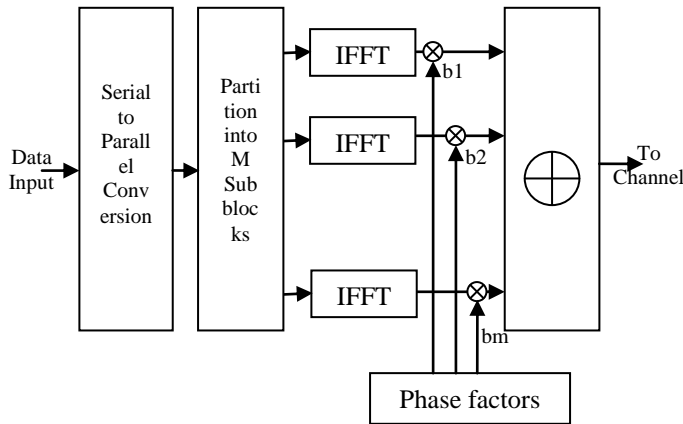 Data
Input
Serial
to
Parall
el
Conv
ersion
Parti
tion
into
M
Sub
bloc
ks
IFFT
b1
IFFT
b2
IFFT
bm
To
Channel
Phase factors